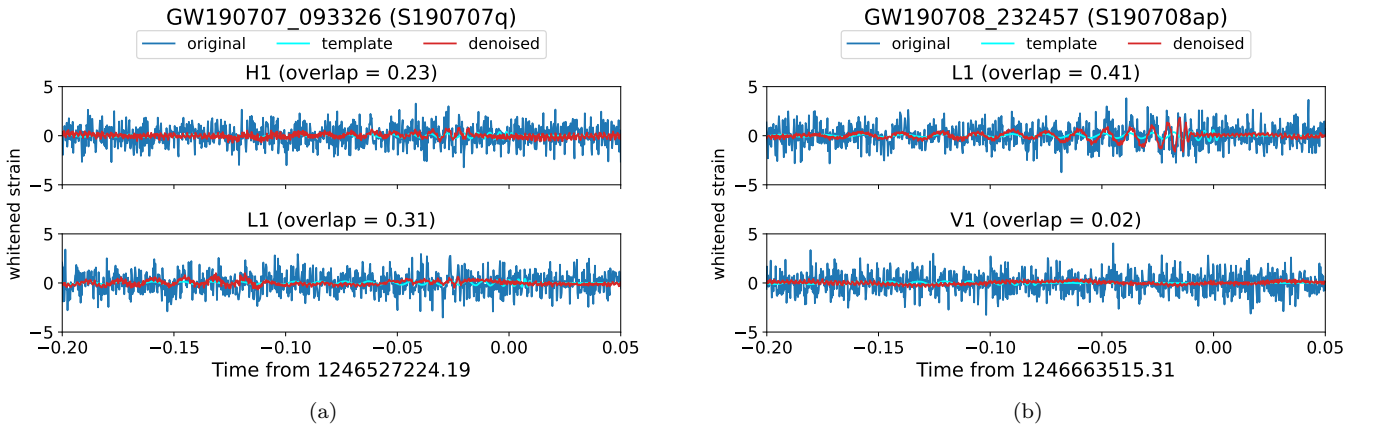 GW190707_093326 (S190707q)
original template denoised
H1 (overlap = 0.23)
5
0
−5
L1 (overlap = 0.31)
5
0
−5
whitened strain
−0.20 −0.15 −0.10 −0.05 0.00 0.05
Time from 1246527224.19
(a)
GW190708_232457 (S190708ap)
original template denoised
L1 (overlap = 0.41)
5
0
−5
V1 (overlap = 0.02)
5
0
−5
whitened strain
−0.20 −0.15 −0.10 −0.05 0.00 0.05
Time from 1246663515.31
(b)